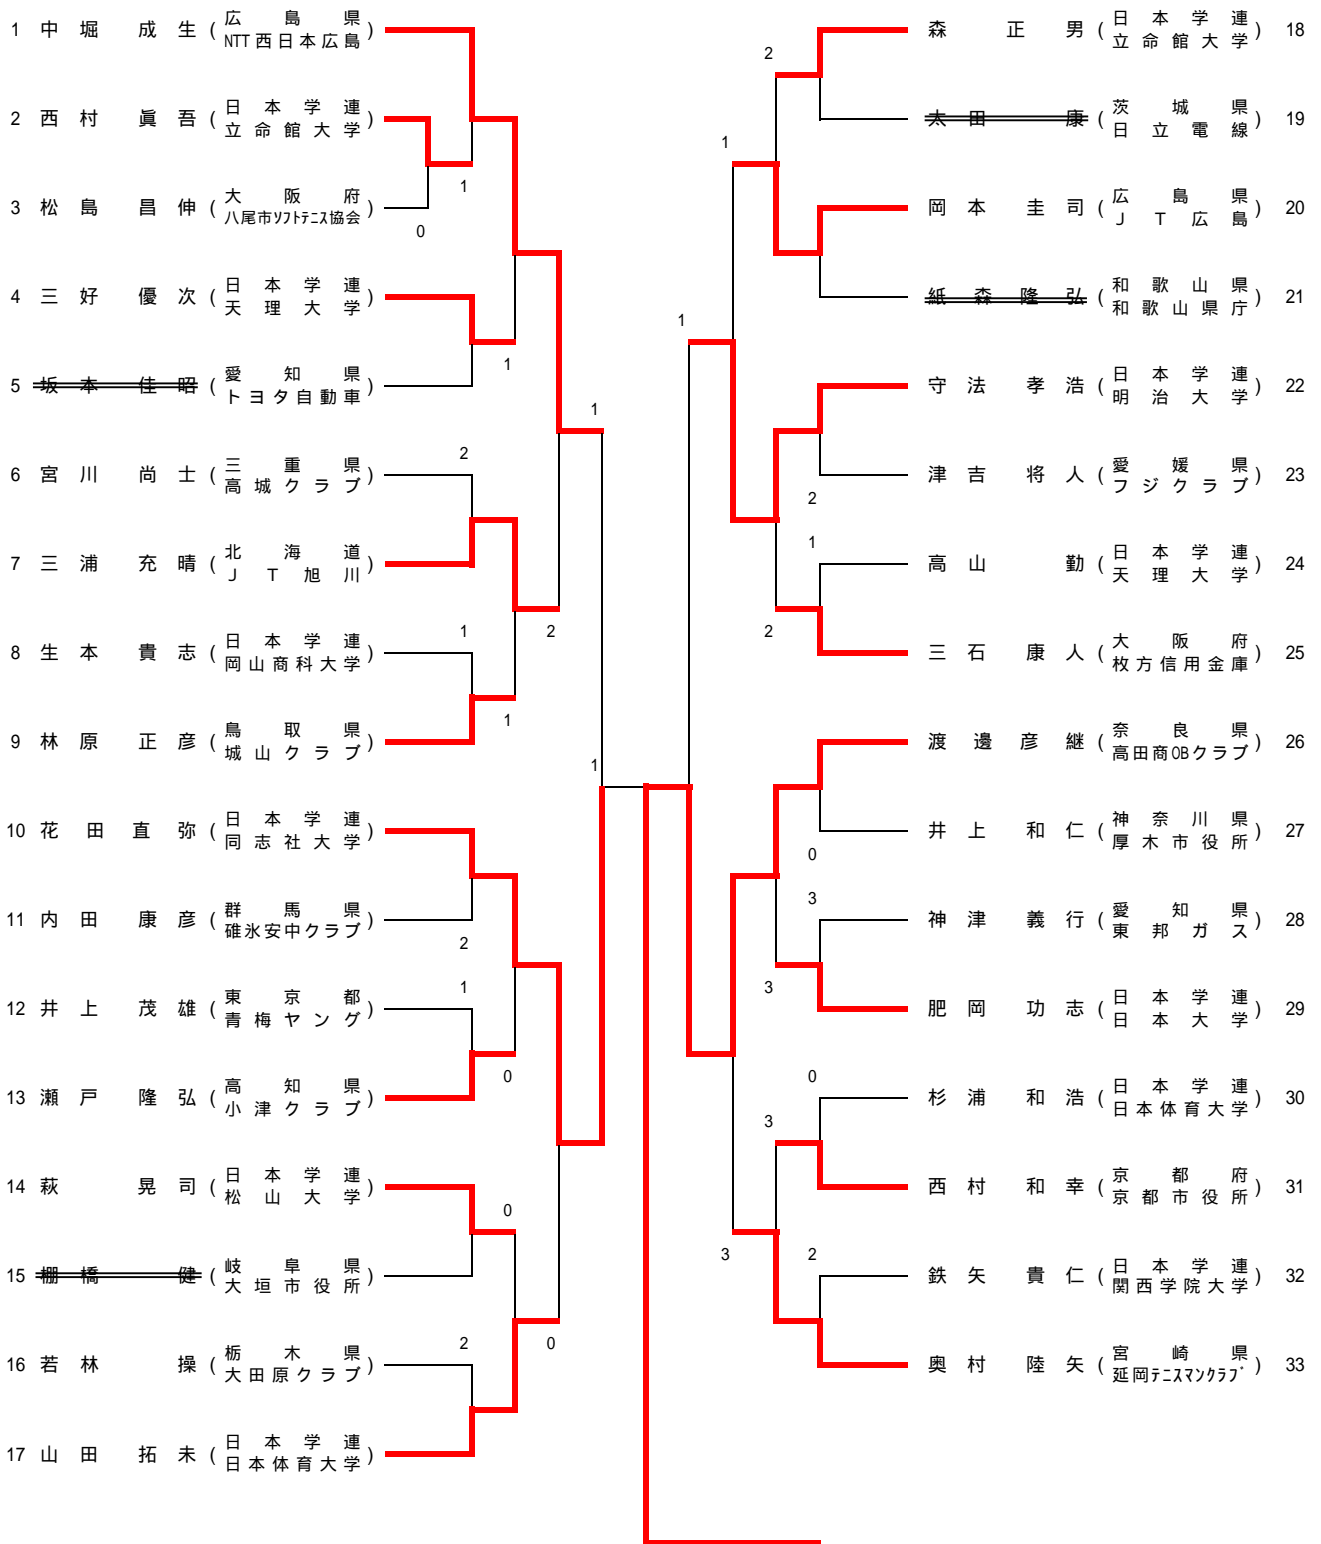 1 中堀 成生 (広島県 NTT西日本広島)
2 西村 眞吾 (日本学連 立命館大学)
3 松島 昌伸 (大阪府 八尾市ソフトテニス協会)
4 三好 優次 (日本学連 天理大学)
5 坂本 佳昭 (愛知県 トヨタ自動車)
6 宮川 尚士 (三重県 高城クラブ)
7 三浦 充晴 (北海道 JT旭川)
8 生本 貴志 (日本学連 岡山商科大学)
9 林原 正彦 (鳥取県 城山クラブ)
10 花田 直弥 (日本学連 同志社大学)
11 内田 康彦 (群馬県 碓氷安中クラブ)
12 井上 茂雄 (東京都 青梅ヤング)
13 瀬戸 隆弘 (高知県 小津クラブ)
14 萩 晃司 (日本学連 松山大学)
15 棚橋 健 (岐阜県 大垣市役所)
16 若林 操 (栃木県 大田原クラブ)
17 山田 拓未 (日本学連 日本体育大学)
1
0
1
2
1
1
2
1
2
1
0
0
2
0
1
1
2
1
1
2
1
2
0
3
3
0
3
2
3
森 正男 (日本学連 立命館大学) 18
太田 康 (茨城県 日立電線) 19
岡本 圭司 (広島県 JT広島) 20
紙森 隆弘 (和歌山県 和歌山県庁) 21
守法 孝浩 (日本学連 明治大学) 22
津吉 将人 (愛媛県 フジクラブ) 23
高山 勤 (日本学連 天理大学) 24
三石 康人 (大阪府 枚方信用金庫) 25
渡邊 彦継 (奈良県 高田商OBクラブ) 26
井上 和仁 (神奈川県 厚木市役所) 27
神津 義行 (愛知県 東邦ガス) 28
肥岡 功志 (日本学連 日本大学) 29
杉浦 和浩 (日本学連 日本体育大学) 30
西村 和幸 (京都府 京都市役所) 31
鉄矢 貴仁 (日本学連 関西学院大学) 32
奥村 陸矢 (宮崎県 延岡テニスマンクラブ) 33